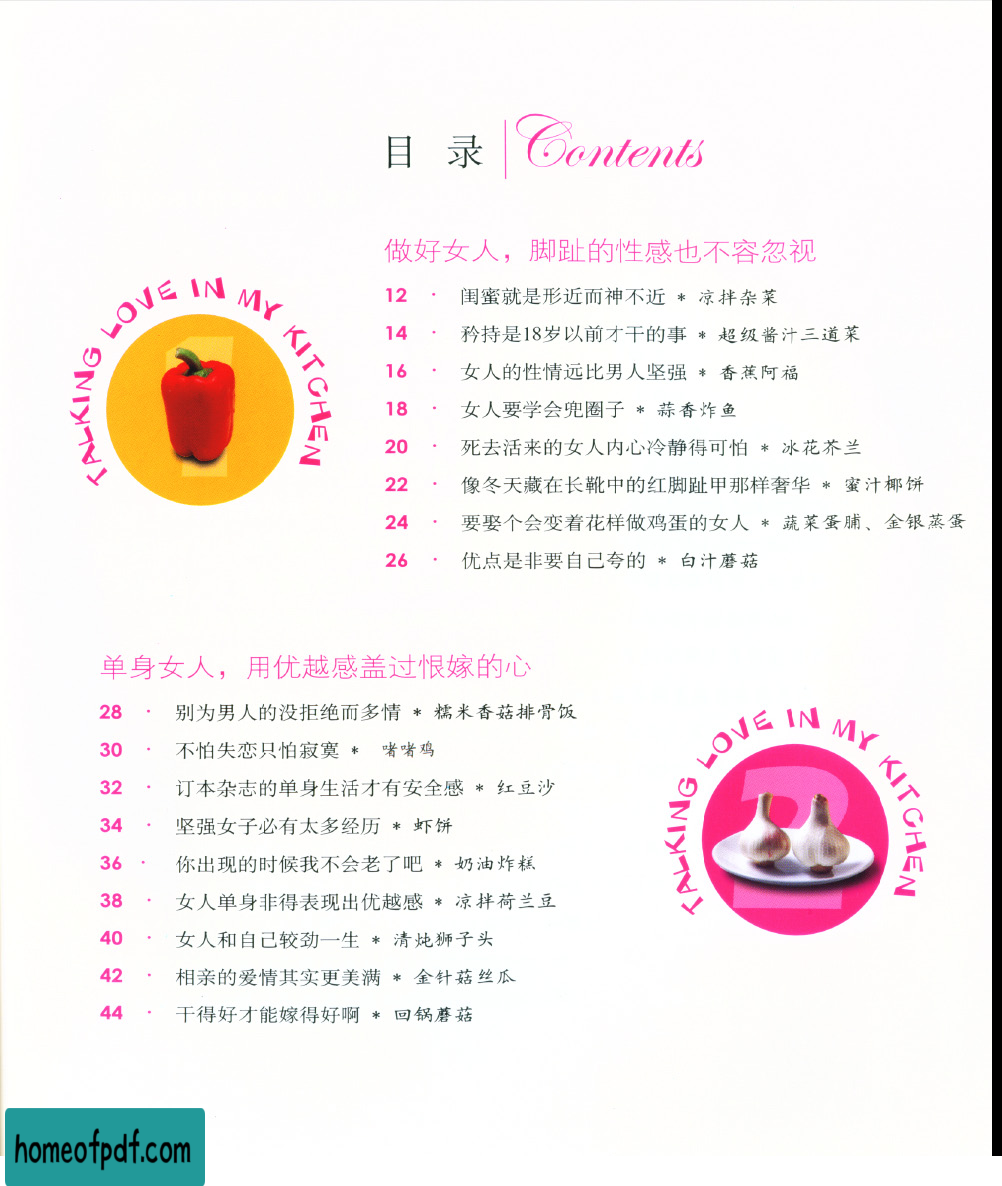 目 录 Contents
做好女人，脚趾的性感也不容忽视
TALKING LOVE IN MY KITCHEN
1
12 · 闺蜜就是形近而神不近 * 凉拌杂菜
14 · 矜持是18岁以前才干的事 * 超级酱汁三道菜
16 · 女人的性情远比男人坚强 * 香蕉阿福
18 · 女人要学会兜圈子 * 蒜香炸鱼
20 · 死去活来的女人内心冷静得可怕 * 冰花芥兰
22 · 像冬天藏在长靴中的红脚趾甲那样奢华 * 蜜汁椰饼
24 · 要娶个会变着花样做鸡蛋的女人 * 蔬菜蛋脯、金银蒸蛋
26 · 优点是非要自己夸的 * 白汁蘑菇
单身女人，用优越感盖过恨嫁的心
28 · 别为男人的没拒绝而多情 * 糯米香菇排骨饭
30 · 不怕失恋只怕寂寞 * 啫啫鸡
32 · 订本杂志的单身生活才有安全感 * 红豆沙
34 · 坚强女子必有太多经历 * 虾饼
36 · 你出现的时候我不会老了吧 * 奶油炸糕
38 · 女人单身非得表现出优越感 * 凉拌荷兰豆
40 · 女人和自己较劲一生 * 清炖狮子头
42 · 相亲的爱情其实更美满 * 金针菇丝瓜
44 · 干得好才能嫁得好啊 * 回锅蘑菇
TALKING LOVE IN MY KITCHEN
2
homeofpdf.com